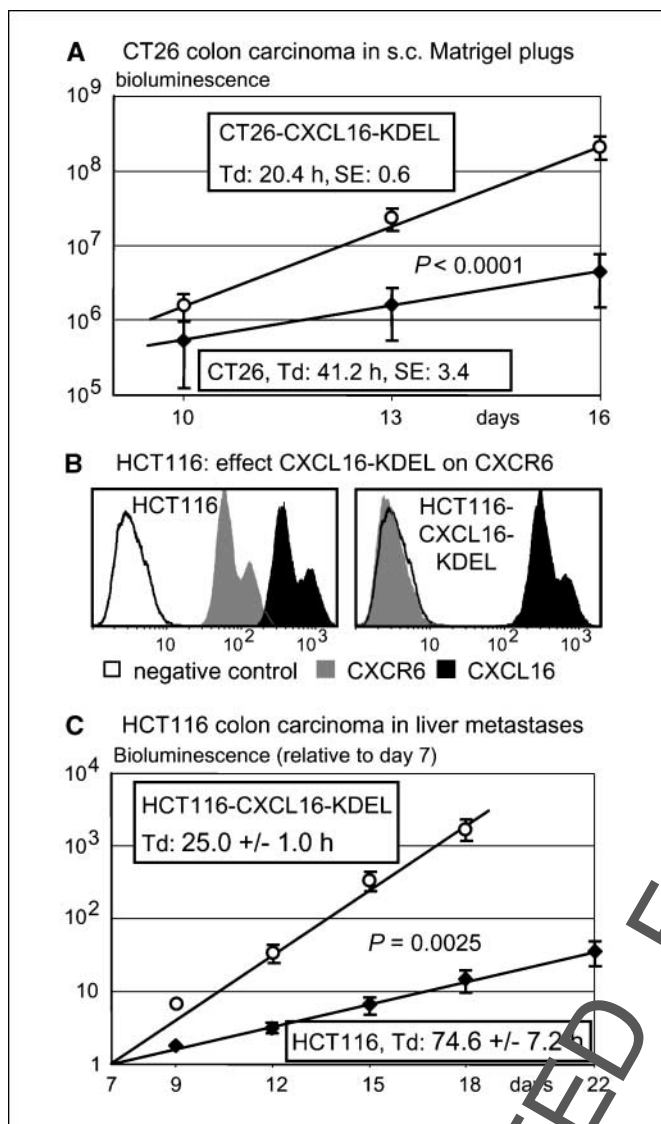 A CT26 colon carcinoma in s.c. Matrigel plugs
bioluminescence
10⁹
10⁸
10⁷
10⁶
10⁵
CT26-CXCL16-KDEL
Td: 20.4 h, SE: 0.6
P < 0.0001
CT26, Td: 41.2 h, SE: 3.4
10 13 days 16
B HCT116: effect CXCL16-KDEL on CXCR6
HCT116
HCT116-
CXCL16-
KDEL
10 10² 10³
10 10² 10³
negative control CXCR6 CXCL16
C HCT116 colon carcinoma in liver metastases
Bioluminescence (relative to day 7)
10⁴
10³
10²
10
1
HCT116-CXCL16-KDEL
Td: 25.0 +/- 1.0 h
P = 0.0025
HCT116, Td: 74.6 +/- 7.2 h
7 9 12 15 18 days 22
TED